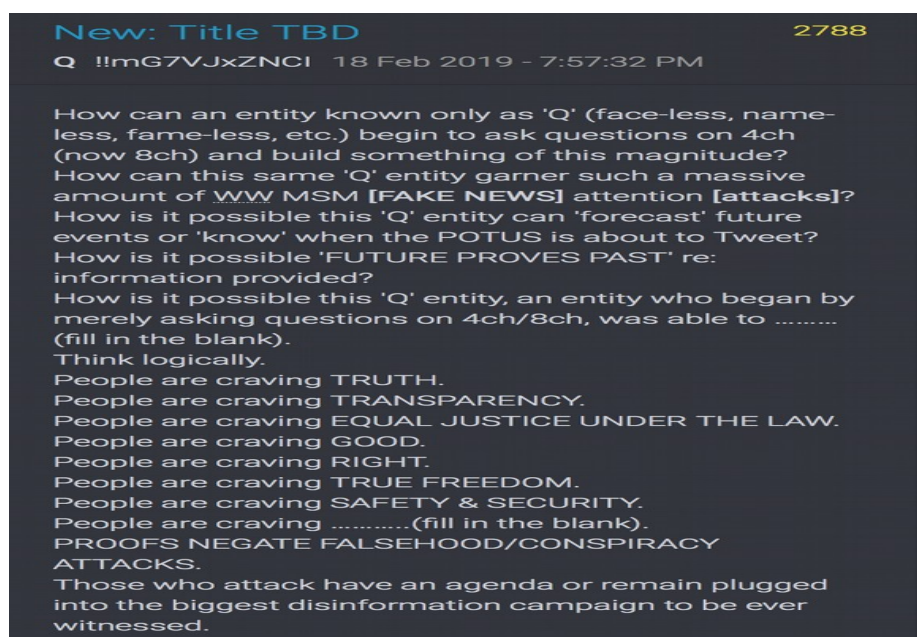 New: Title TBD
2788
Q !!mG7VJxZNCI 18 Feb 2019 - 7:57:32 PM
How can an entity known only as 'Q' (face-less, name-
less, fame-less, etc.) begin to ask questions on 4ch
(now 8ch) and build something of this magnitude?
How can this same 'Q' entity garner such a massive
amount of WW MSM [FAKE NEWS] attention [attacks]?
How is it possible this 'Q' entity can 'forecast' future
events or 'know' when the POTUS is about to Tweet?
How is it possible 'FUTURE PROVES PAST' re:
information provided?
How is it possible this 'Q' entity, an entity who began by
merely asking questions on 4ch/8ch, was able to .........
(fill in the blank).
Think logically.
People are craving TRUTH.
People are craving TRANSPARENCY.
People are craving EQUAL JUSTICE UNDER THE LAW.
People are craving GOOD.
People are craving RIGHT.
People are craving TRUE FREEDOM.
People are craving SAFETY & SECURITY.
People are craving ..........(fill in the blank).
PROOFS NEGATE FALSEHOOD/CONSPIRACY
ATTACKS.
Those who attack have an agenda or remain plugged
into the biggest disinformation campaign to be ever
witnessed.